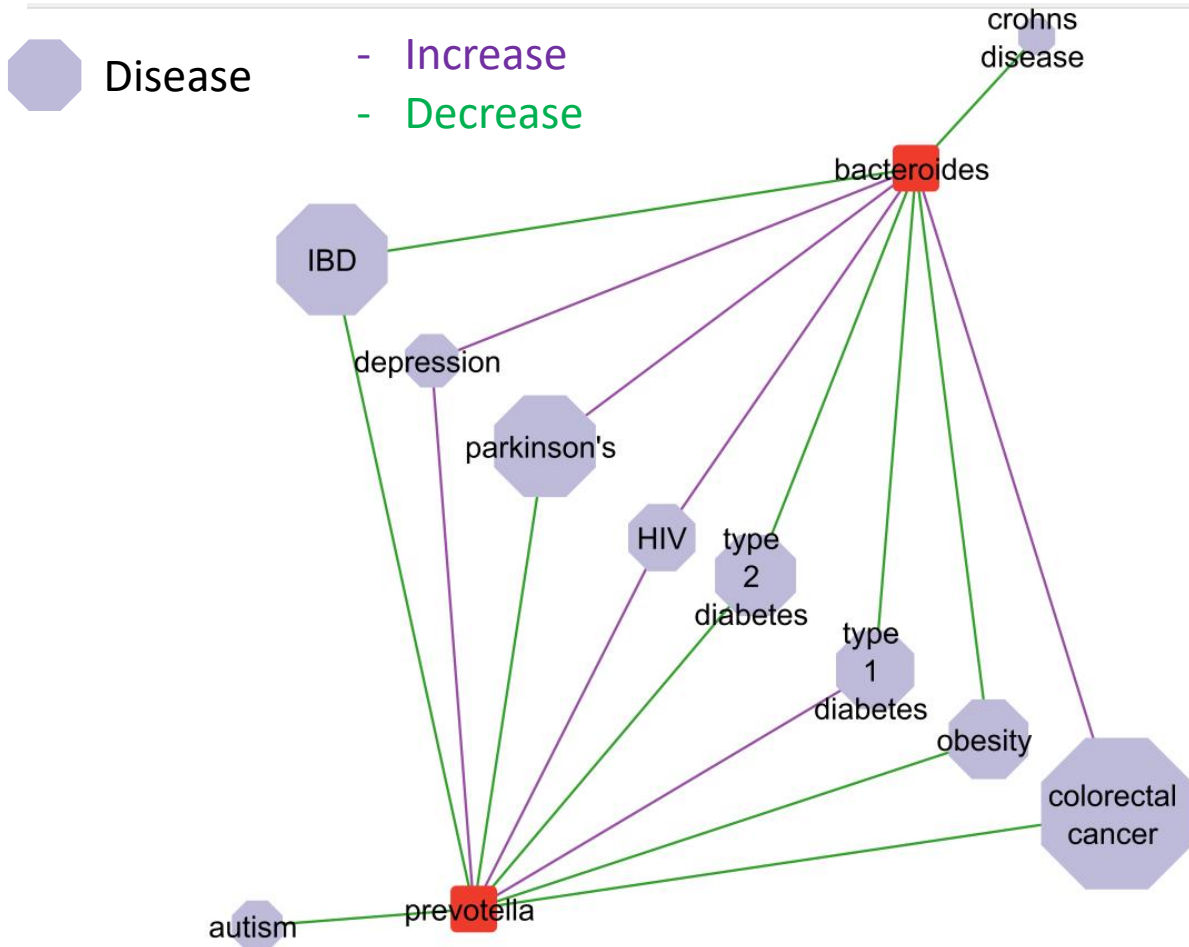 crohns
disease
Disease
- Increase
- Decrease
bacteroides
IBD
depression
parkinson's
HIV
type
2
diabetes
type
1
diabetes
obesity
colorectal
cancer
prevotella
autism